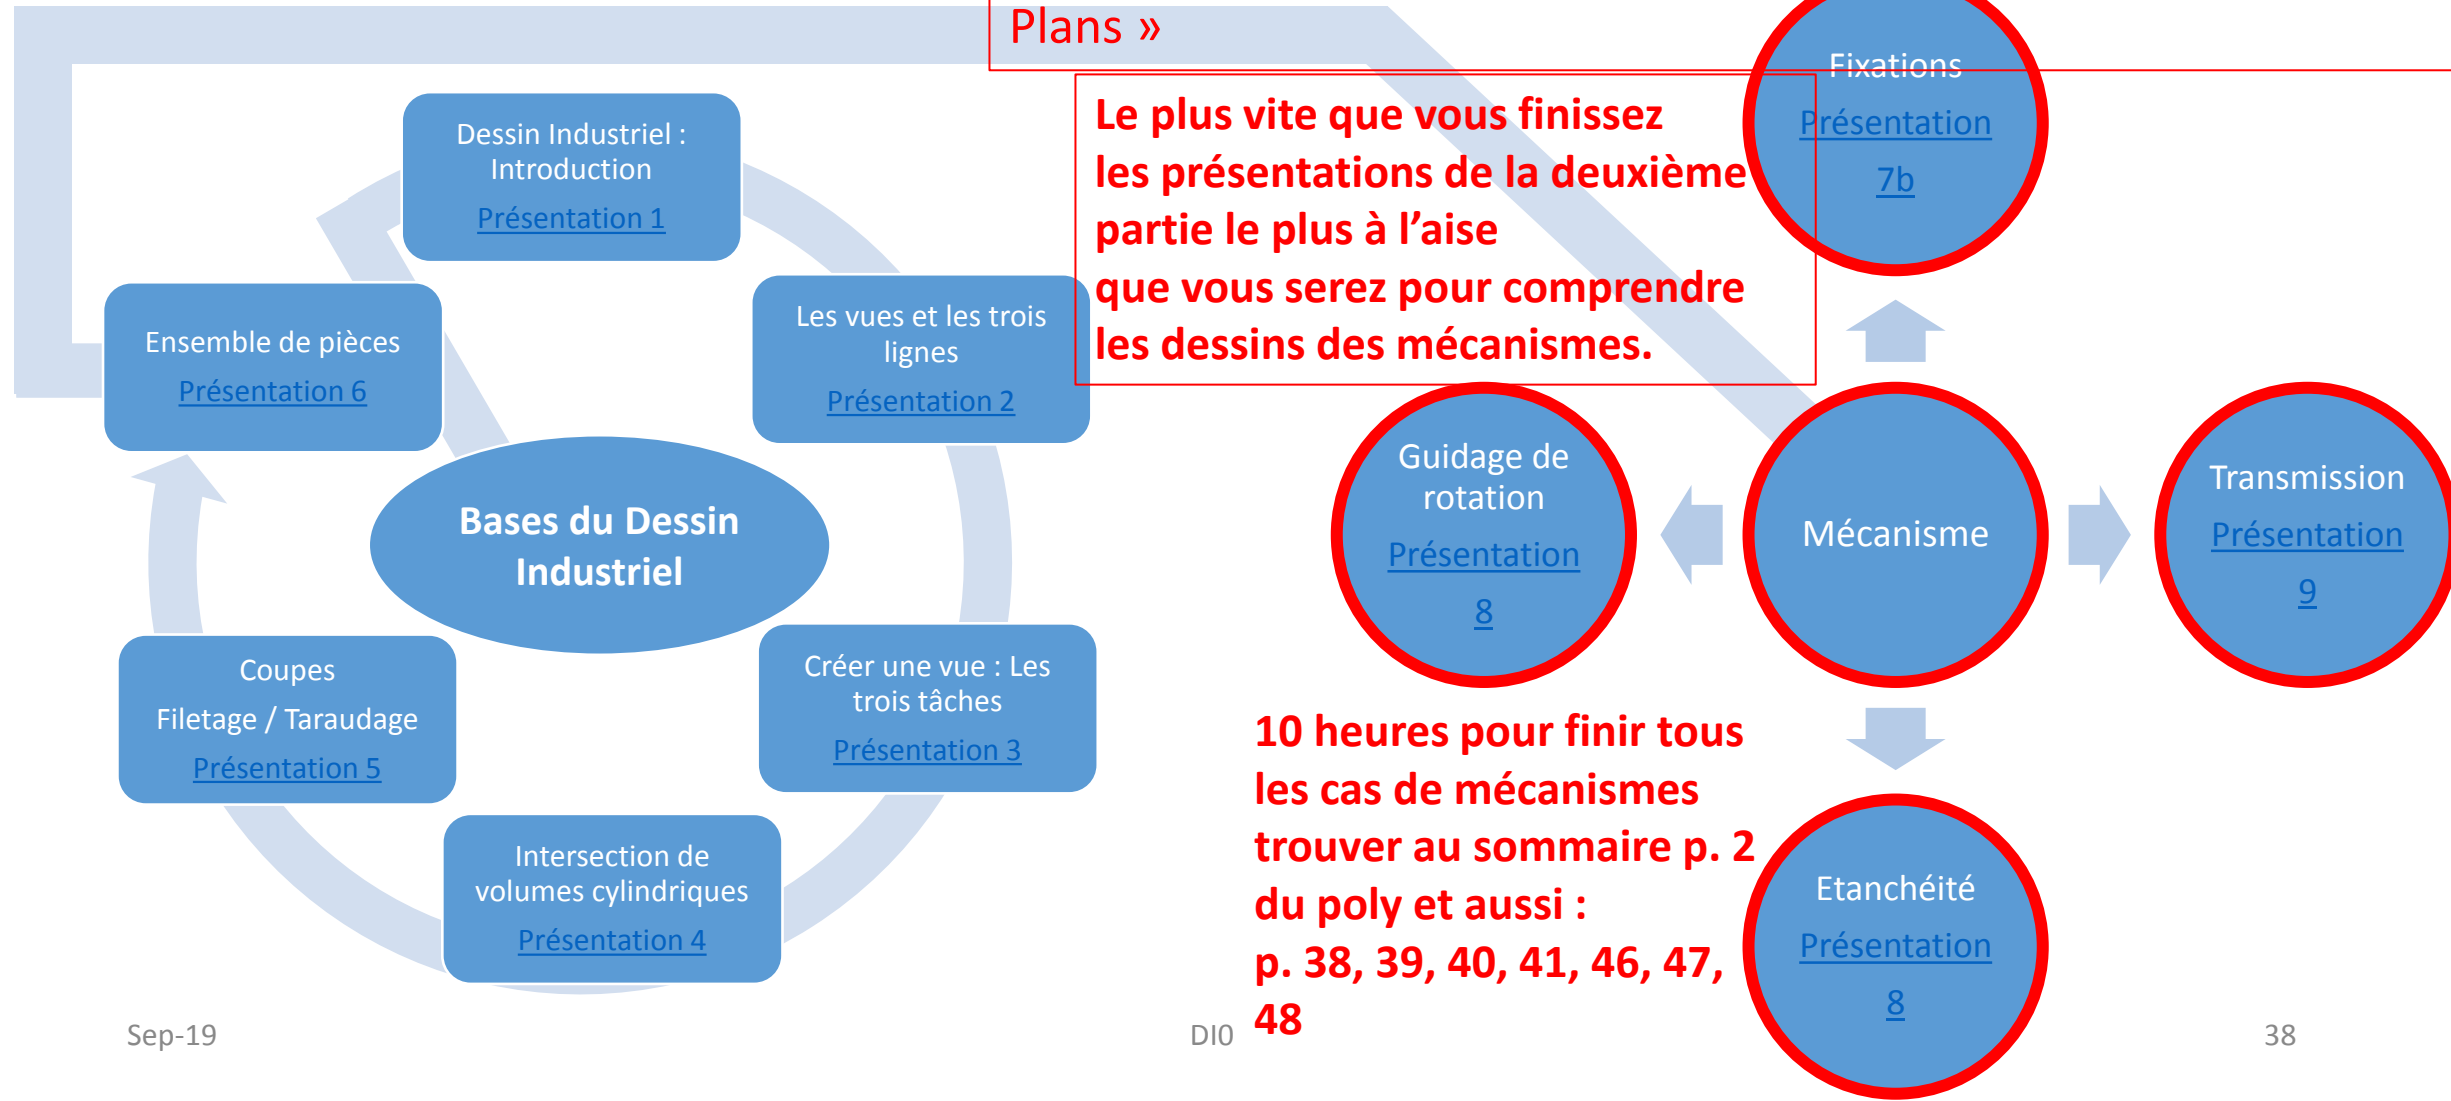 Plans »
Le plus vite que vous finissez
les présentations de la deuxième
partie le plus à l’aise
que vous serez pour comprendre
les dessins des mécanismes.
Dessin Industriel :
Introduction
Présentation 1
Les vues et les trois
lignes
Présentation 2
Créer une vue : Les
trois tâches
Présentation 3
Intersection de
volumes cylindriques
Présentation 4
Coupes
Filetage / Taraudage
Présentation 5
Ensemble de pièces
Présentation 6
Bases du Dessin
Industriel
Fixations
Présentation
7b
Guidage de
rotation
Présentation
8
Mécanisme
Transmission
Présentation
9
Etanchéité
Présentation
8
10 heures pour finir tous
les cas de mécanismes
trouver au sommaire p. 2
du poly et aussi :
p. 38, 39, 40, 41, 46, 47,
48
Sep-19
DI0
38